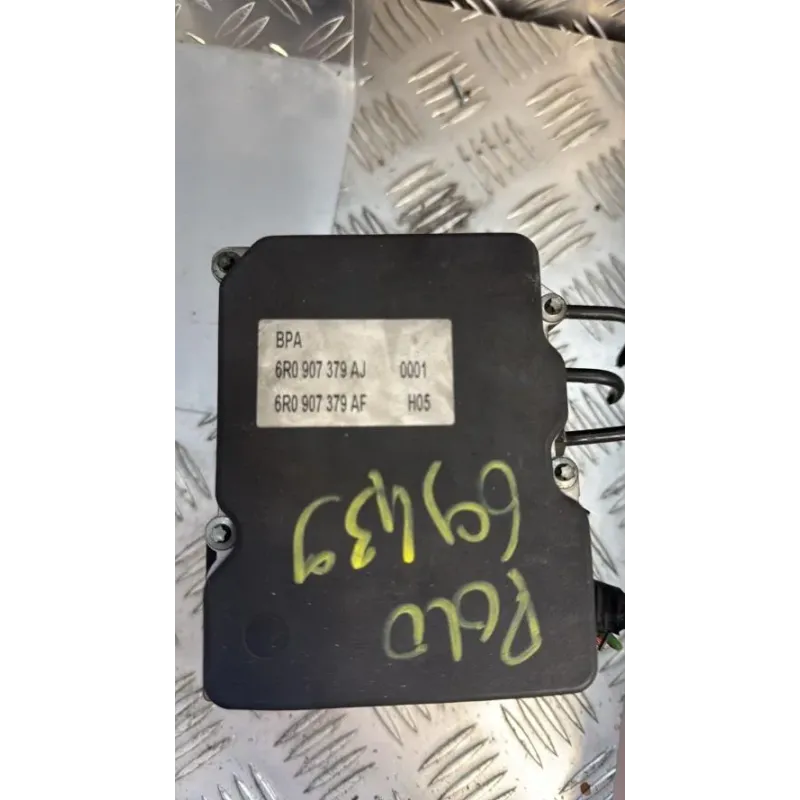 BPA
6R0 907 379 AJ 0001
6R0 907 379 AF H05
POLO
69439